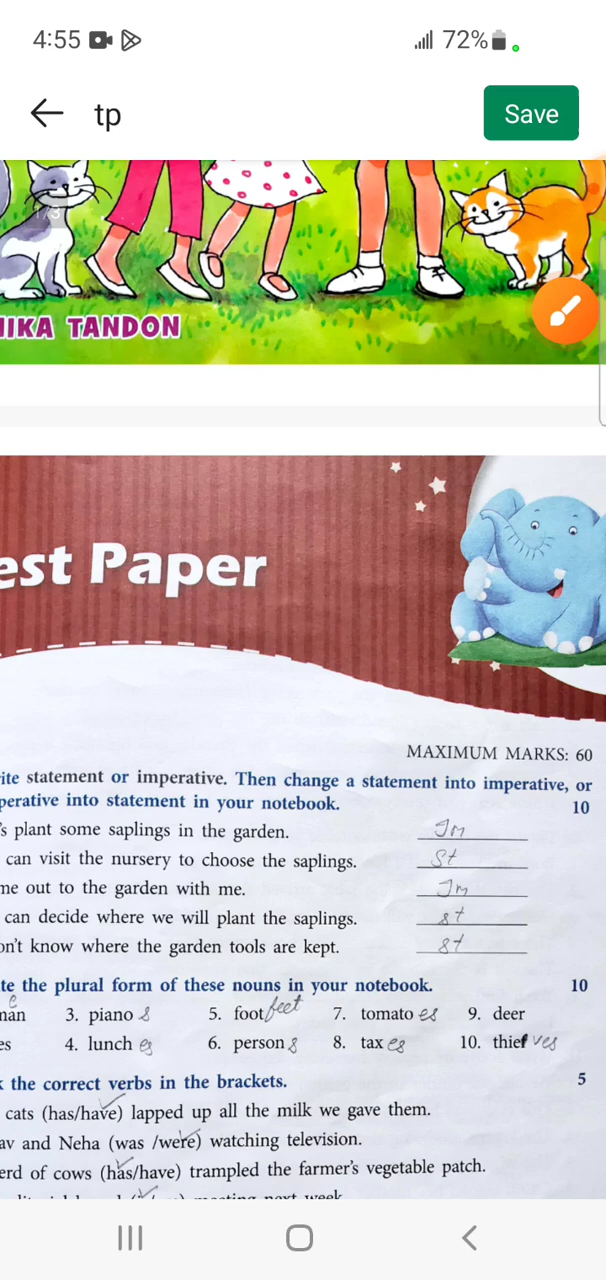 4:55 72%
tp Save
1/3
IIKA TANDON
est Paper
MAXIMUM MARKS: 60
ite statement or imperative. Then change a statement into imperative, or
perative into statement in your notebook. 10
's plant some saplings in the garden. Im
can visit the nursery to choose the saplings. St
me out to the garden with me. Im
can decide where we will plant the saplings. st
on't know where the garden tools are kept. st
te the plural form of these nouns in your notebook. 10
nan e 3. piano s 5. foot feet 7. tomato es 9. deer
es 4. lunch es 6. person s 8. tax es 10. thief ves
the correct verbs in the brackets. 5
cats (has/have) lapped up all the milk we gave them.
av and Neha (was /were) watching television.
erd of cows (has/have) trampled the farmer's vegetable patch.
next week